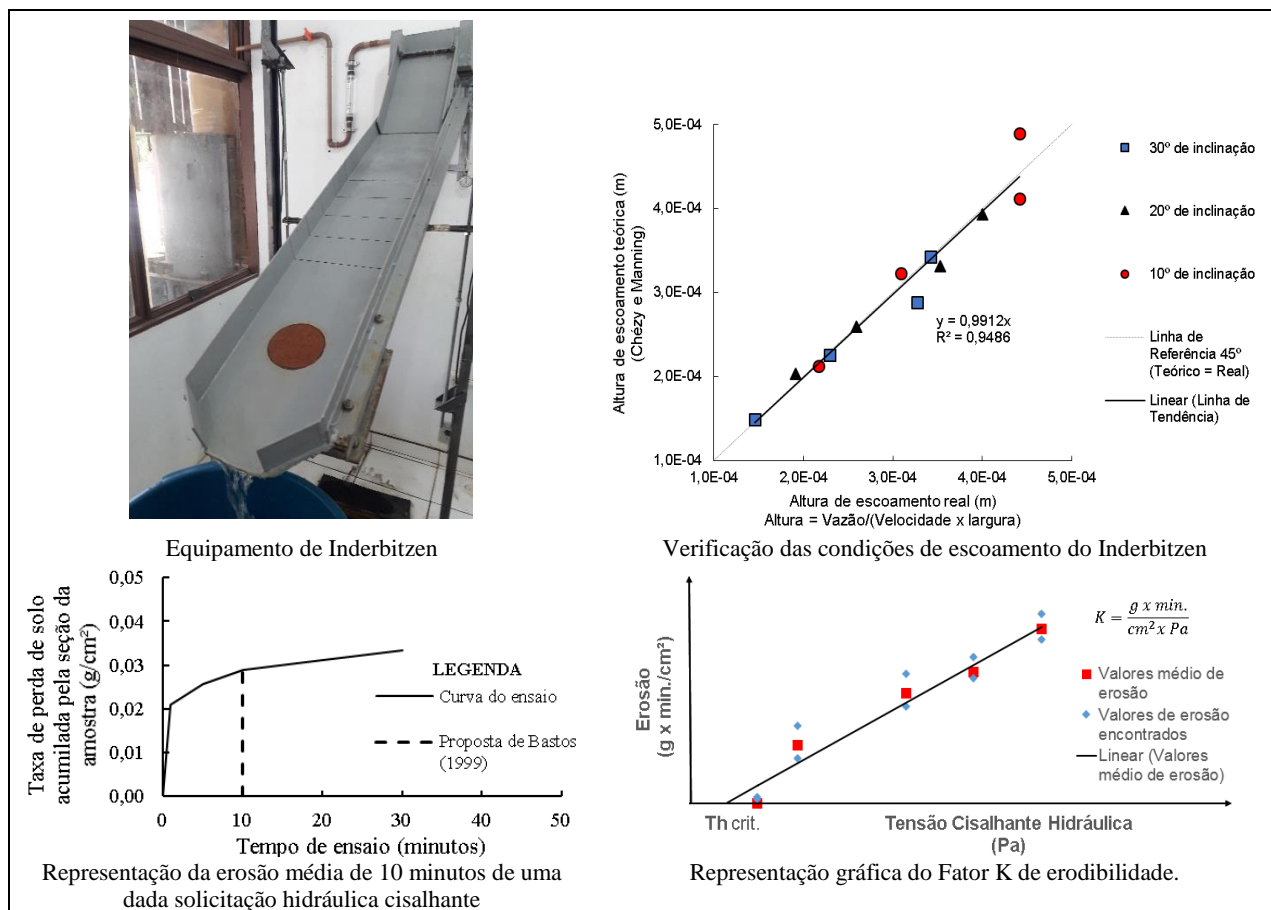 Equipamento de Inderbitzen
Altura de escoamento teórica (m)
(Chézy e Manning)
5,0E-04
4,0E-04
3,0E-04
2,0E-04
1,0E-04
1,0E-04 2,0E-04 3,0E-04 4,0E-04 5,0E-04
y = 0,9912x
R² = 0,9486
Altura de escoamento real (m)
Altura = Vazão/(Velocidade x largura)
30º de inclinação
20º de inclinação
10º de inclinação
Linha de
Referência 45º
(Teórico = Real)
Linear (Linha de
Tendência)
Verificação das condições de escoamento do Inderbitzen
Taxa de perda de solo
acumilada pela seção da
amostra (g/cm²)
0,05
0,04
0,03
0,02
0,01
0,00
0 10 20 30 40
LEGENDA
Curva do ensaio
Proposta de Bastos
(1999)
Tempo de ensaio (minutos)
Representação da erosão média de 10 minutos de uma
dada solicitação hidráulica cisalhante
Erosão
(g x min./cm²)
K = g x min. / cm² x Pa
Valores médio de
erosão
Valores de erosão
encontrados
Linear (Valores
médio de erosão)
Th crit.
Tensão Cisalhante Hidráulica
(Pa)
Representação gráfica do Fator K de erodibilidade.